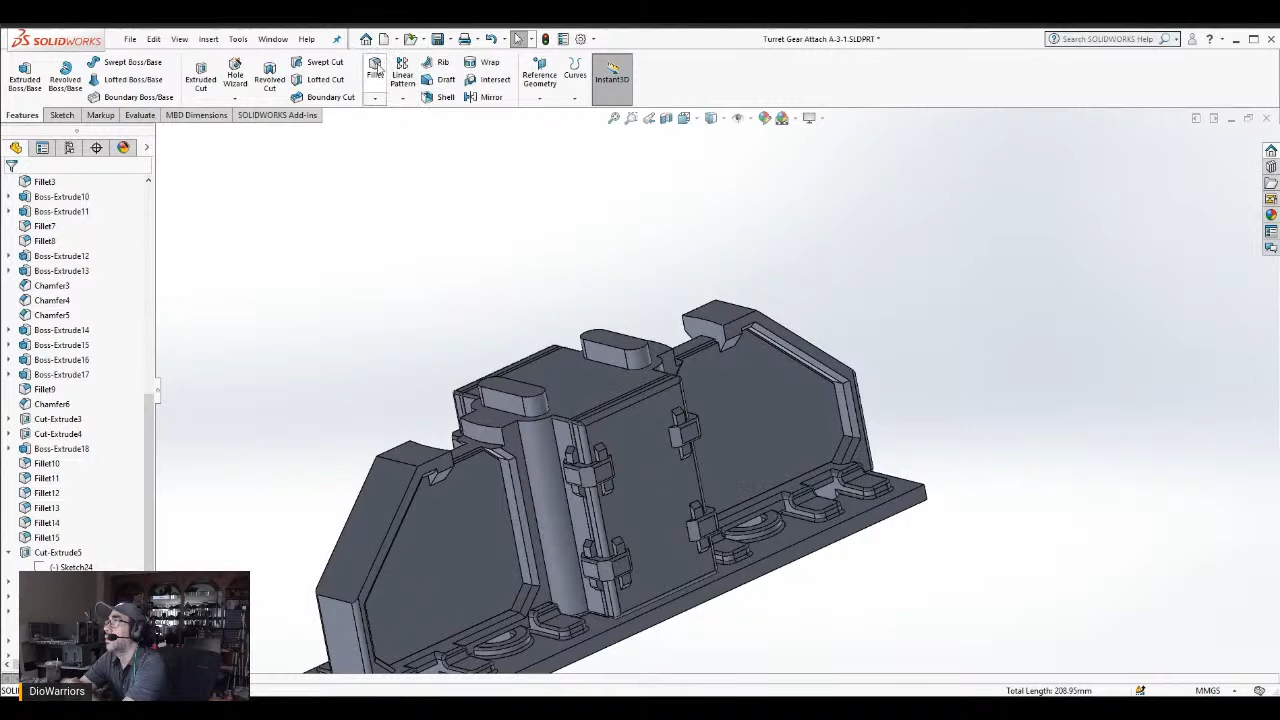 SOLIDWORKS File Edit View Insert Tools Window Help Turret Gear Attach A-3-1.SLDPRT * Search SOLIDWORKS Help
Extruded Boss/Base Revolved Boss/Base Swept Boss/Base Lofted Boss/Base Boundary Boss/Base Extruded Cut Hole Wizard Revolved Cut Swept Cut Lofted Cut Boundary Cut Fillet Linear Pattern Rib Draft Shell Wrap Intersect Mirror Reference Geometry Curves Instant3D
Features Sketch Markup Evaluate MBD Dimensions SOLIDWORKS Add-Ins
Fillet3
Boss-Extrude10
Boss-Extrude11
Fillet7
Fillet8
Boss-Extrude12
Boss-Extrude13
Chamfer3
Chamfer4
Chamfer5
Boss-Extrude14
Boss-Extrude15
Boss-Extrude16
Boss-Extrude17
Fillet9
Chamfer6
Cut-Extrude3
Cut-Extrude4
Boss-Extrude18
Fillet10
Fillet11
Fillet12
Fillet13
Fillet14
Fillet15
Cut-Extrude5
(-) Sketch24
DioWarriors
Total Length: 208.95mm MMGS